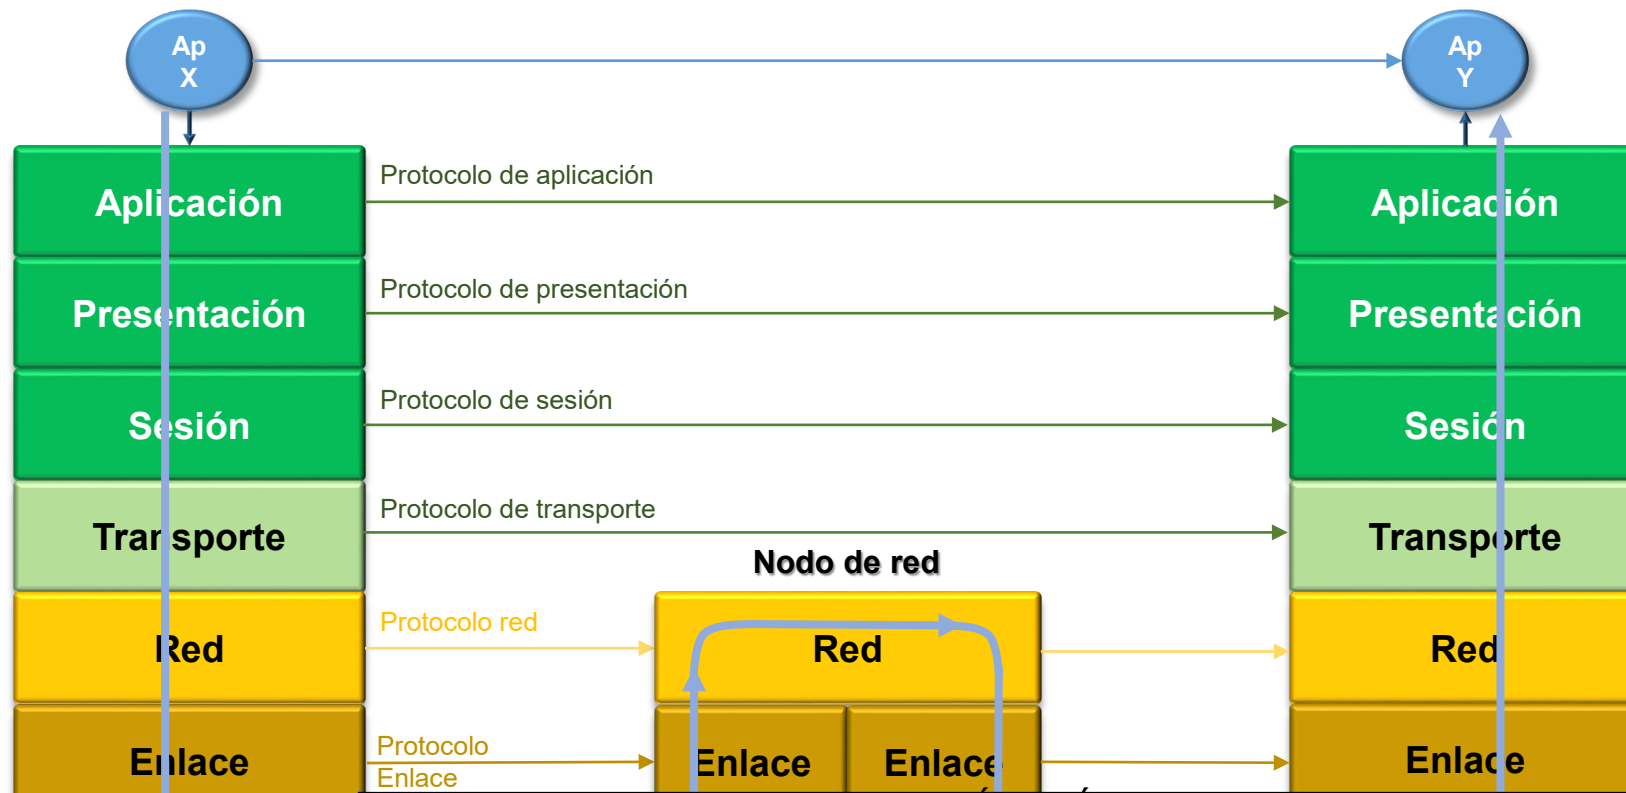 Ap
X
Ap
Y
Aplicación
Protocolo de aplicación
Aplicación
Presentación
Protocolo de presentación
Presentación
Sesión
Protocolo de sesión
Sesión
Transporte
Protocolo de transporte
Transporte
Nodo de red
Red
Protocolo red
Red
Red
Enlace
Protocolo
Enlace
Enlace
Enlace
Enlace